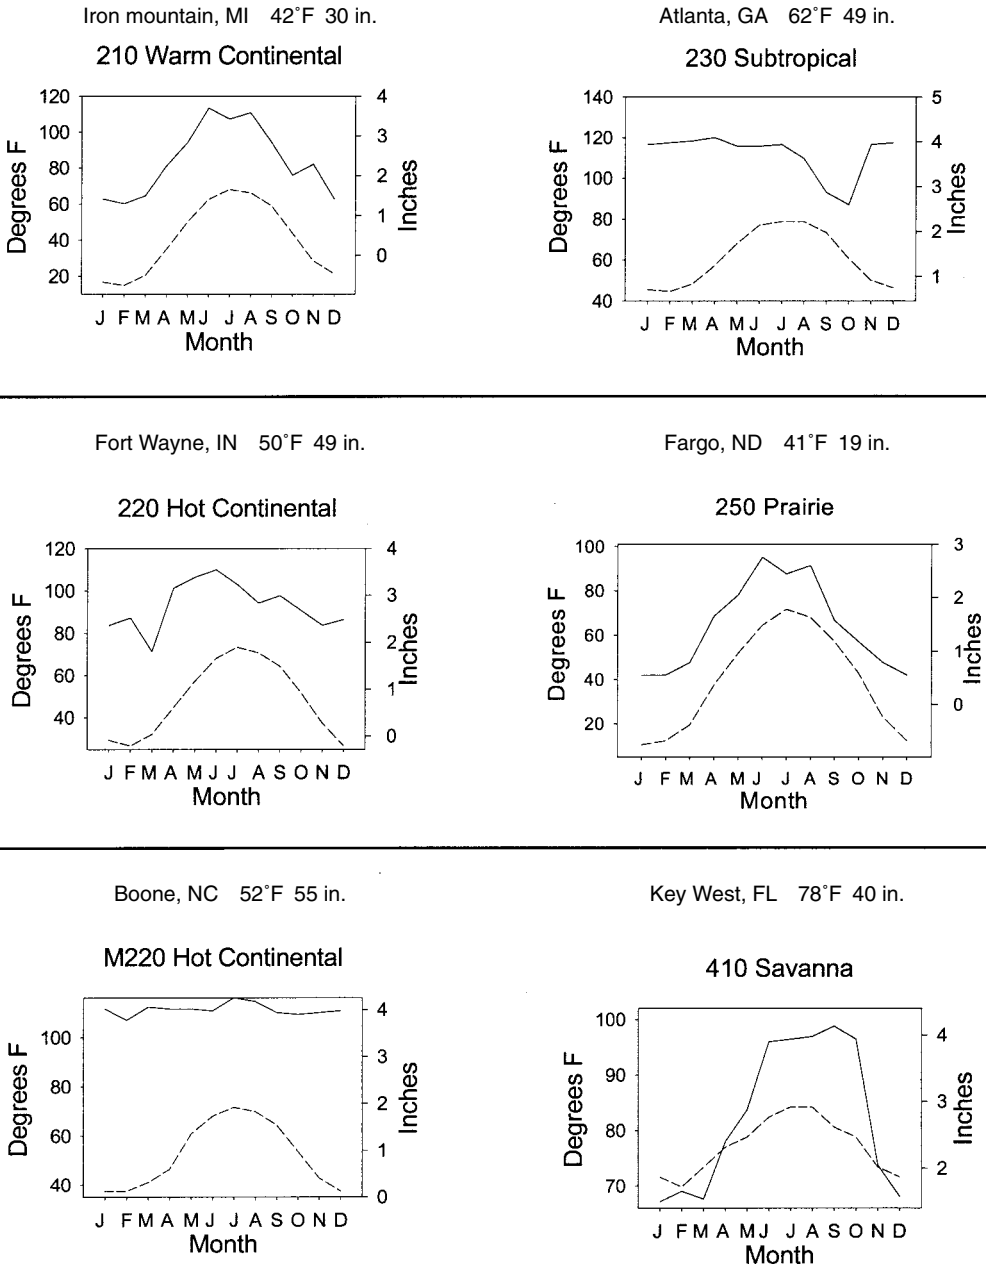 Iron mountain, MI 42°F 30 in.
210 Warm Continental
120
100
80
60
40
20
Degrees F
4
3
2
1
0
Inches
J F M A M J J A S O N D
Month
Atlanta, GA 62°F 49 in.
230 Subtropical
140
120
100
80
60
40
Degrees F
5
4
3
2
1
Inches
J F M A M J J A S O N D
Month
Fort Wayne, IN 50°F 49 in.
220 Hot Continental
120
100
80
60
40
Degrees F
4
3
2
1
0
Inches
J F M A M J J A S O N D
Month
Fargo, ND 41°F 19 in.
250 Prairie
100
80
60
40
20
Degrees F
3
2
1
0
Inches
J F M A M J J A S O N D
Month
Boone, NC 52°F 55 in.
M220 Hot Continental
100
80
60
40
Degrees F
4
3
2
1
0
Inches
J F M A M J J A S O N D
Month
Key West, FL 78°F 40 in.
410 Savanna
100
90
80
70
Degrees F
4
3
2
Inches
J F M A M J J A S O N D
Month